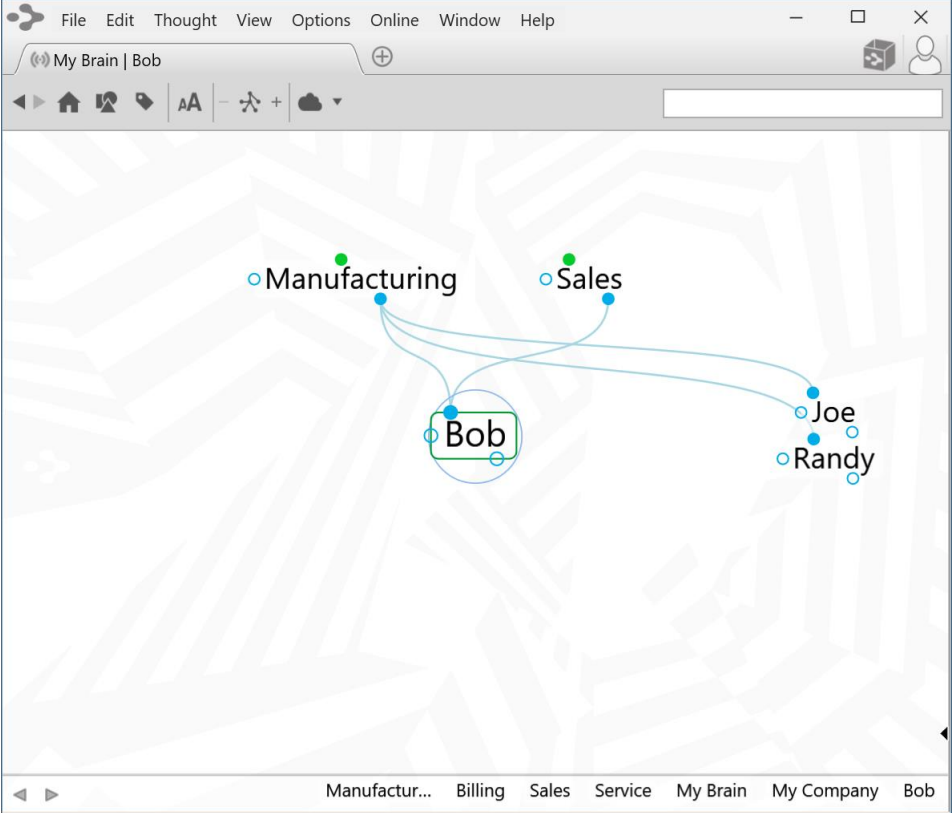 File Edit Thought View Options Online Window Help
My Brain | Bob
AA
Manufacturing
Sales
Bob
Joe
Randy
Manufactur... Billing Sales Service My Brain My Company Bob